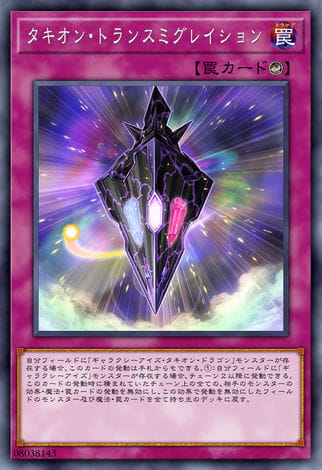 タキオン・トランスミグレイション
トラップ
罠
【罠カード】
自分フィールドに「ギャラクシーアイズ・タキオン・ドラゴン」モンスターが存
在する場合、このカードの発動は手札からもできる。①:自分フィールドに「ギ
ャラクシーアイズ」モンスターが存在する場合、チェーン2以降に発動できる。
このカードの発動時に積まれていたチェーン上の全ての、相手のモンスターの
効果・魔法・罠カードの発動を無効にし、この効果で発動を無効にしたフィール
ドのモンスター及び魔法・罠カードを全て持ち主のデッキに戻す。
08038143